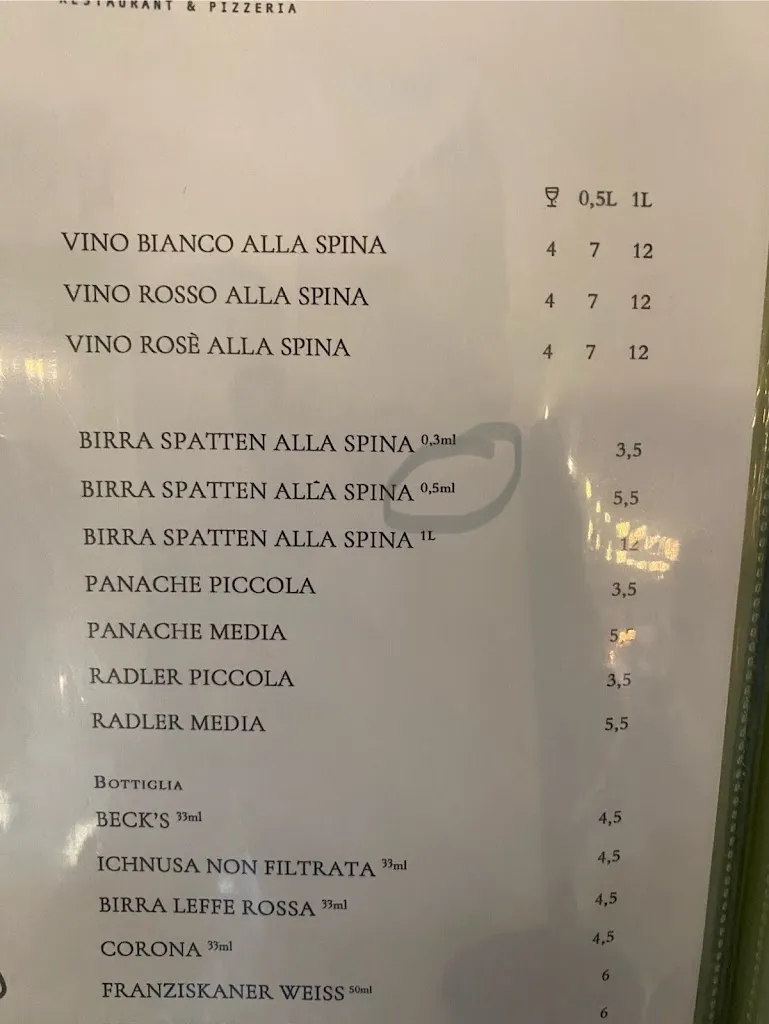 RESTAURANT & PIZZERIA
0,5L 1L
VINO BIANCO ALLA SPINA 4 7 12
VINO ROSSO ALLA SPINA 4 7 12
VINO ROSÈ ALLA SPINA 4 7 12
BIRRA SPATTEN ALLA SPINA 0,3ml 3,5
BIRRA SPATTEN ALLA SPINA 0,5ml 5,5
BIRRA SPATTEN ALLA SPINA 1L 12
PANACHE PICCOLA 3,5
PANACHE MEDIA 5,5
RADLER PICCOLA 3,5
RADLER MEDIA 5,5
BOTTIGLIA
BECK'S 33ml 4,5
ICHNUSA NON FILTRATA 33ml 4,5
BIRRA LEFFE ROSSA 33ml 4,5
CORONA 33ml 4,5
FRANZISKANER WEISS 50ml 6
6